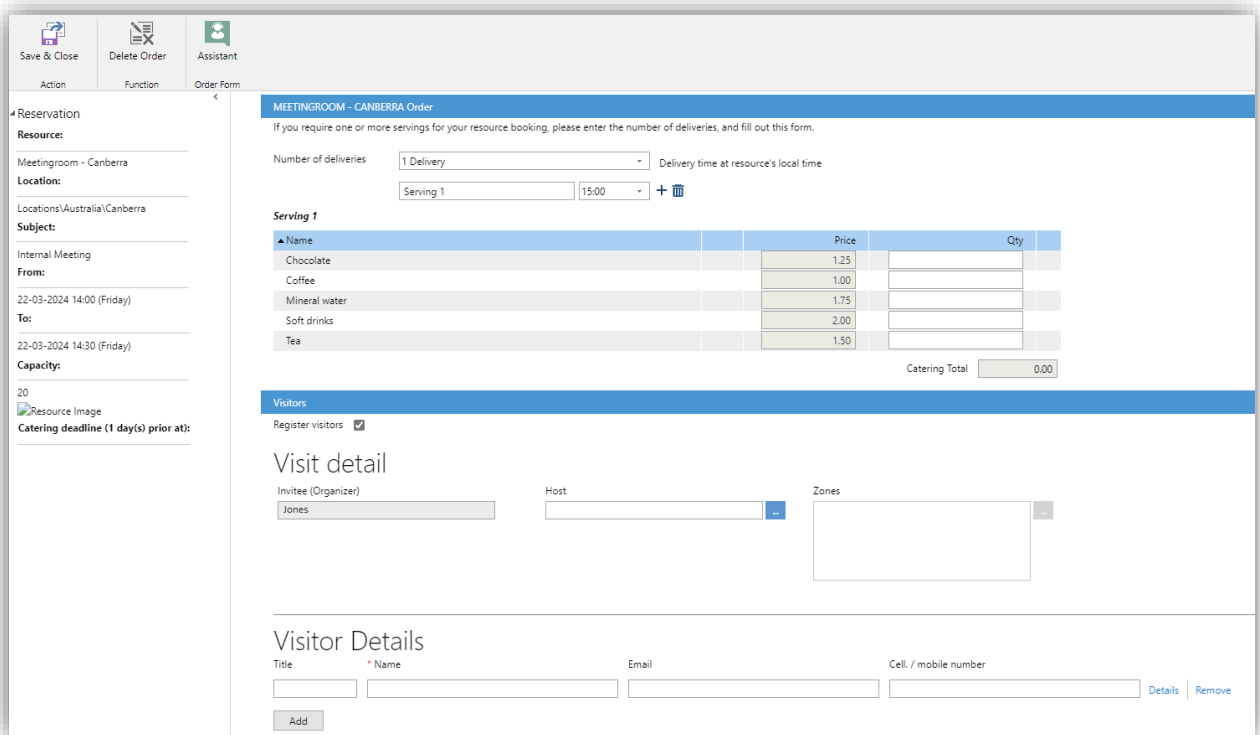 Save & Close
Delete Order
Assistant
Action
Function
Order Form
Reservation
Resource:
Meetingroom - Canberra
Location:
Locations\Australia\Canberra
Subject:
Internal Meeting
From:
22-03-2024 14:00 (Friday)
To:
22-03-2024 14:30 (Friday)
Capacity:
20
Resource Image
Catering deadline (1 day(s) prior at):
MEETINGROOM - CANBERRA Order
If you require one or more servings for your resource booking, please enter the number of deliveries, and fill out this form.
Number of deliveries 1 Delivery Delivery time at resource's local time
Serving 1 15:00
Serving 1
Name Price Qty
Chocolate 1.25
Coffee 1.00
Mineral water 1.75
Soft drinks 2.00
Tea 1.50
Catering Total 0.00
Visitors
Register visitors
Visit detail
Invitee (Organizer) Host Zones
Jones ... ...
Visitor Details
Title * Name Email Cell. / mobile number
Details Remove
Add